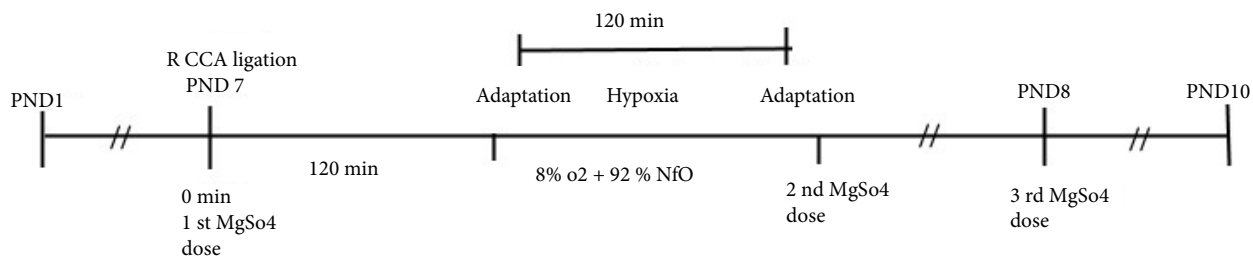 120 min
R CCA ligation
PND 7
PND1
Adaptation
Hypoxia
Adaptation
PND8
PND10
120 min
8% o2 + 92 % NfO
0 min
1 st MgSo4
dose
2 nd MgSo4
dose
3 rd MgSo4
dose